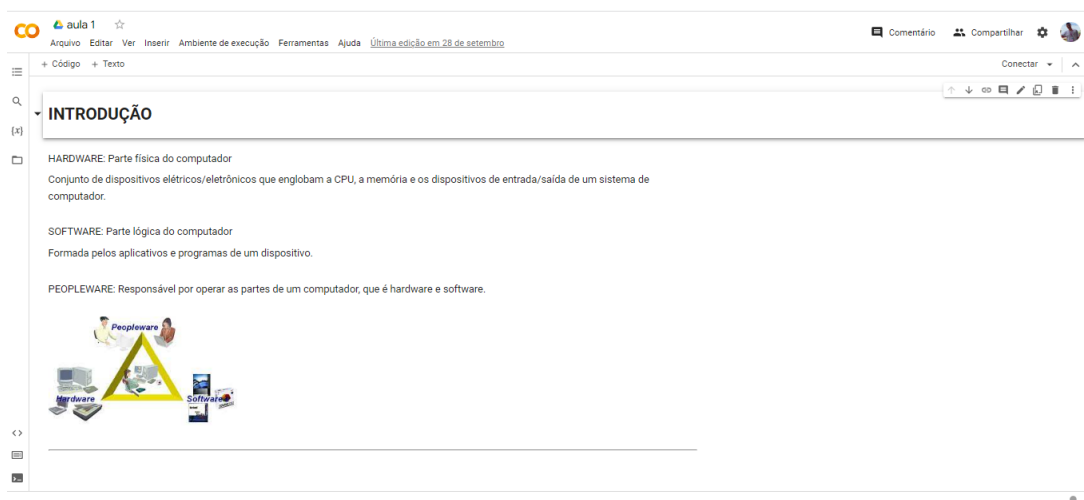 aula 1
Comentário
Compartilhar
Arquivo Editar Ver Inserir Ambiente de execução Ferramentas Ajuda Última edição em 28 de setembro
+ Código + Texto
Conectar
INTRODUÇÃO
{x}
HARDWARE: Parte física do computador
Conjunto de dispositivos elétricos/eletrônicos que englobam a CPU, a memória e os dispositivos de entrada/saída de um sistema de
computador.
SOFTWARE: Parte lógica do computador
Formada pelos aplicativos e programas de um dispositivo.
PEOPLEWARE: Responsável por operar as partes de um computador, que é hardware e software.
Peopleware
Hardware
Software